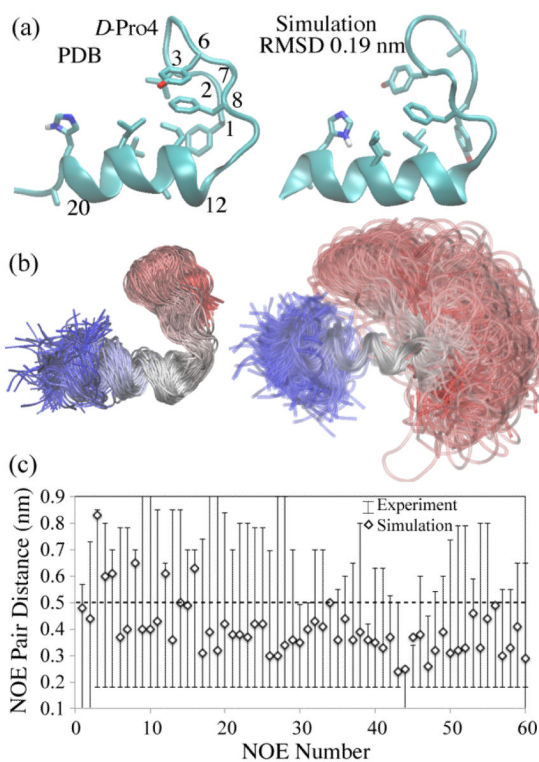 (a)
D-Pro4
PDB
3
6
7
2
8
1
20
12
Simulation
RMSD 0.19 nm
(b)
(c)
NOE Pair Distance (nm)
0.9
0.8
0.7
0.6
0.5
0.4
0.3
0.2
0.1
Experiment
Simulation
0
10
20
30
40
50
60
NOE Number